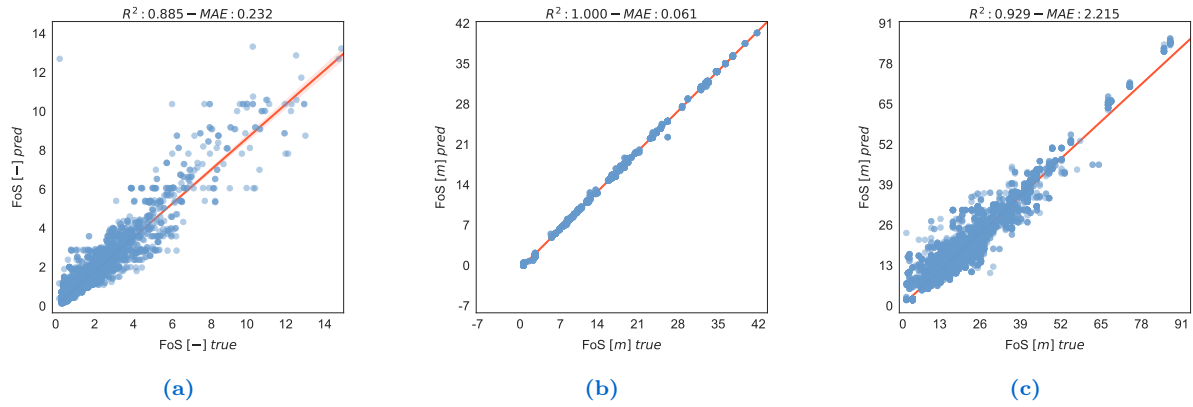 R² : 0.885 − MAE : 0.232
FoS [−] pred
14
12
10
8
6
4
2
0
0 2 4 6 8 10 12 14
FoS [−] true
(a)
R² : 1.000 − MAE : 0.061
FoS [m] pred
42
35
28
21
14
7
0
-7
-7 0 7 14 21 28 35 42
FoS [m] true
(b)
R² : 0.929 − MAE : 2.215
FoS [m] pred
91
78
65
52
39
26
13
0
0 13 26 39 52 65 78 91
FoS [m] true
(c)